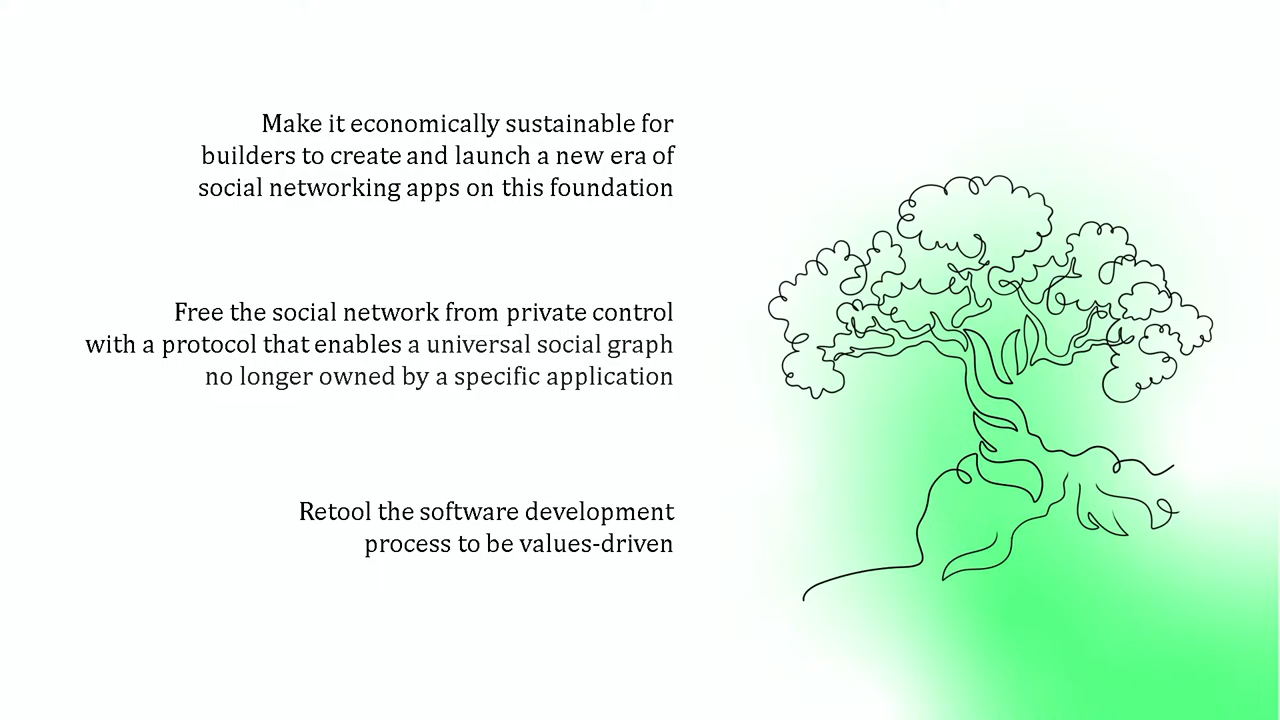 Make it economically sustainable for
builders to create and launch a new era of
social networking apps on this foundation
Free the social network from private control
with a protocol that enables a universal social graph
no longer owned by a specific application
Retool the software development
process to be values-driven